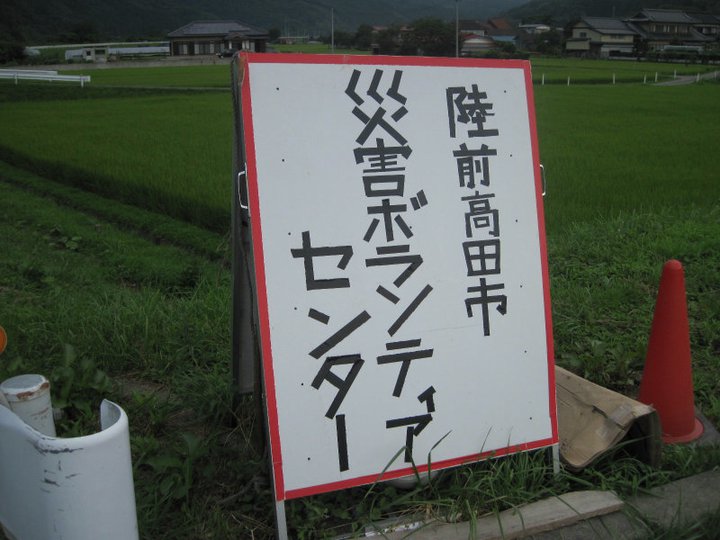 陸前高田市
災害ボランティア
センター